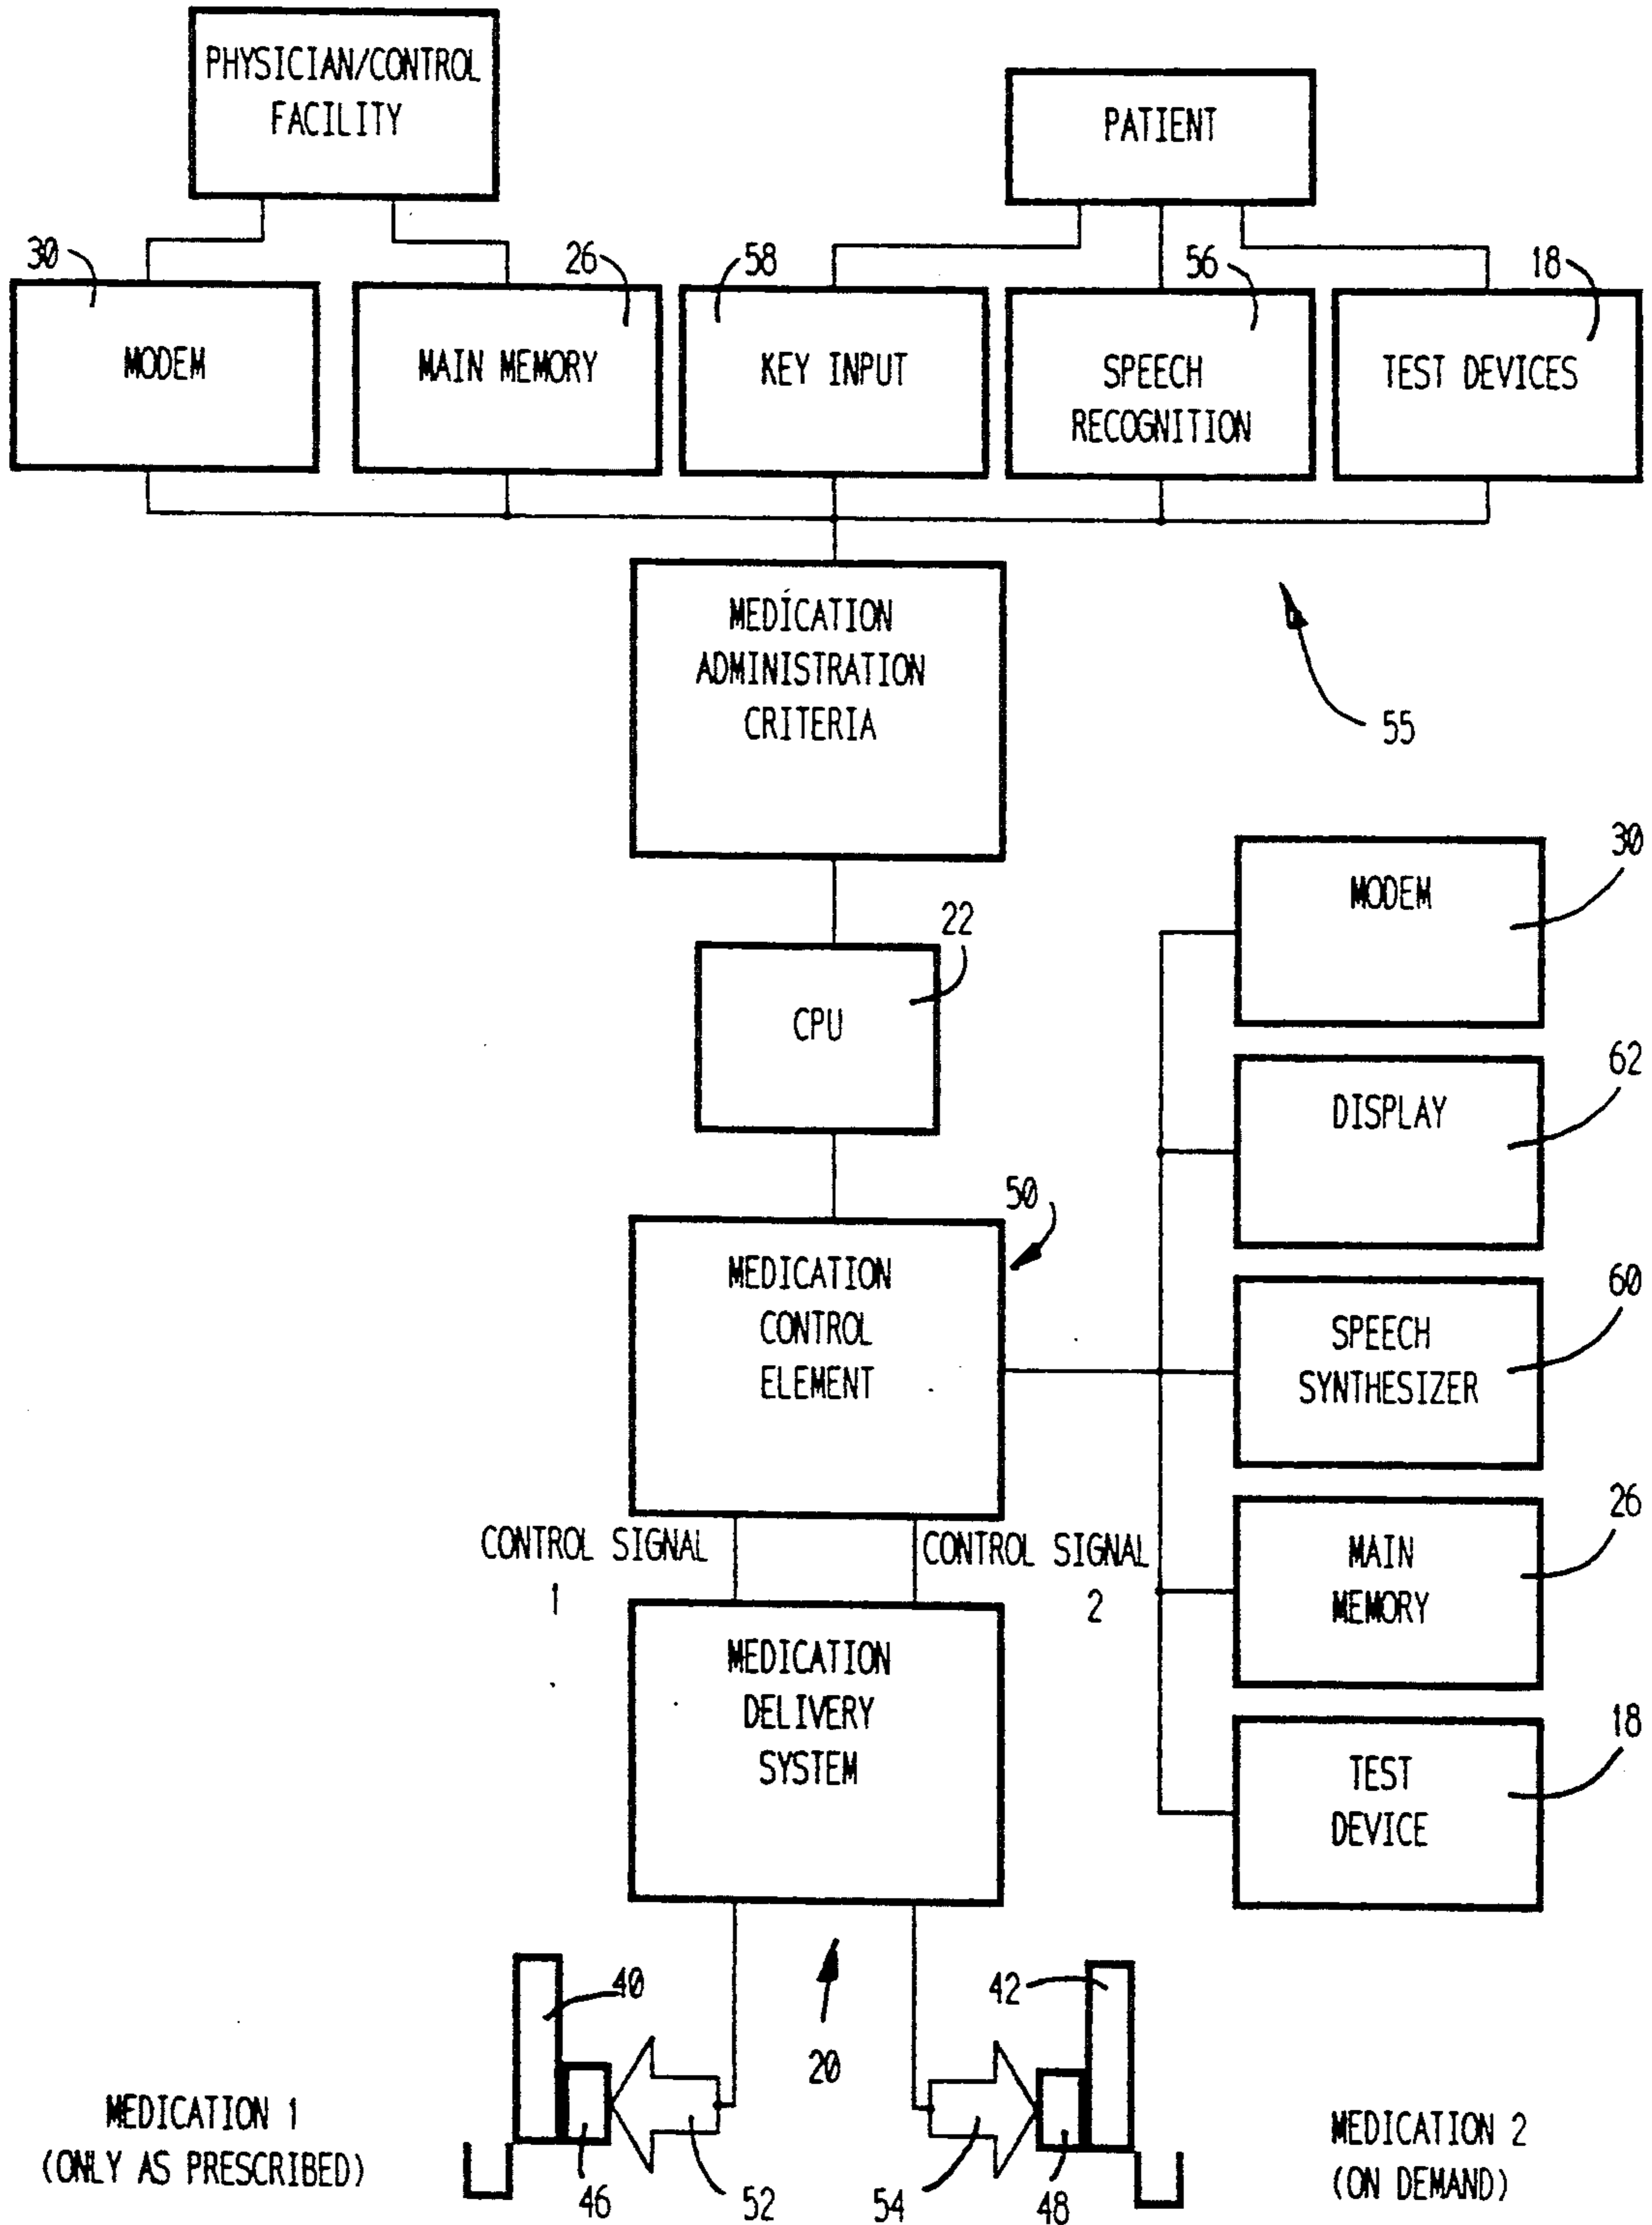 PHYSICIAN/CONTROL
FACILITY
PATIENT
30
26
58
56
18
MODEM
MAIN MEMORY
KEY INPUT
SPEECH
RECOGNITION
TEST DEVICES
MEDICATION
ADMINISTRATION
CRITERIA
55
22
CPU
30
MODEM
62
DISPLAY
50
MEDICATION
CONTROL
ELEMENT
60
SPEECH
SYNTHESIZER
CONTROL SIGNAL
1
CONTROL SIGNAL
2
26
MAIN
MEMORY
MEDICATION
DELIVERY
SYSTEM
18
TEST
DEVICE
40
42
20
MEDICATION 1
(ONLY AS PRESCRIBED)
46
52
54
48
MEDICATION 2
(ON DEMAND)